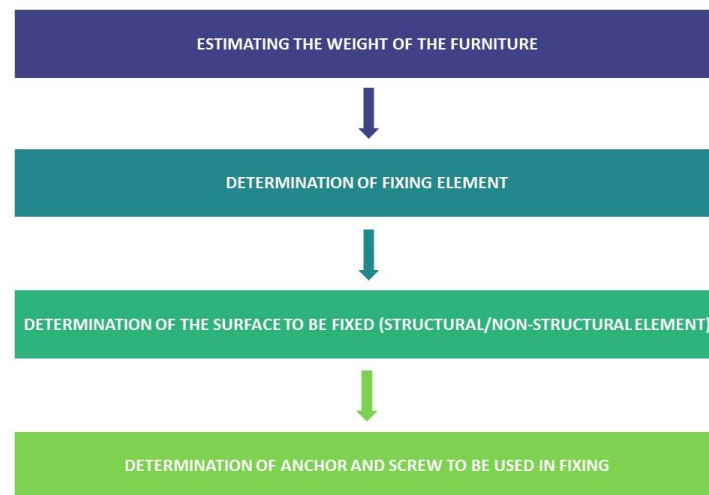 ESTIMATING THE WEIGHT OF THE FURNITURE
DETERMINATION OF FIXING ELEMENT
DETERMINATION OF THE SURFACE TO BE FIXED (STRUCTURAL/NON-STRUCTURAL ELEMENT)
DETERMINATION OF ANCHOR AND SCREW TO BE USED IN FIXING